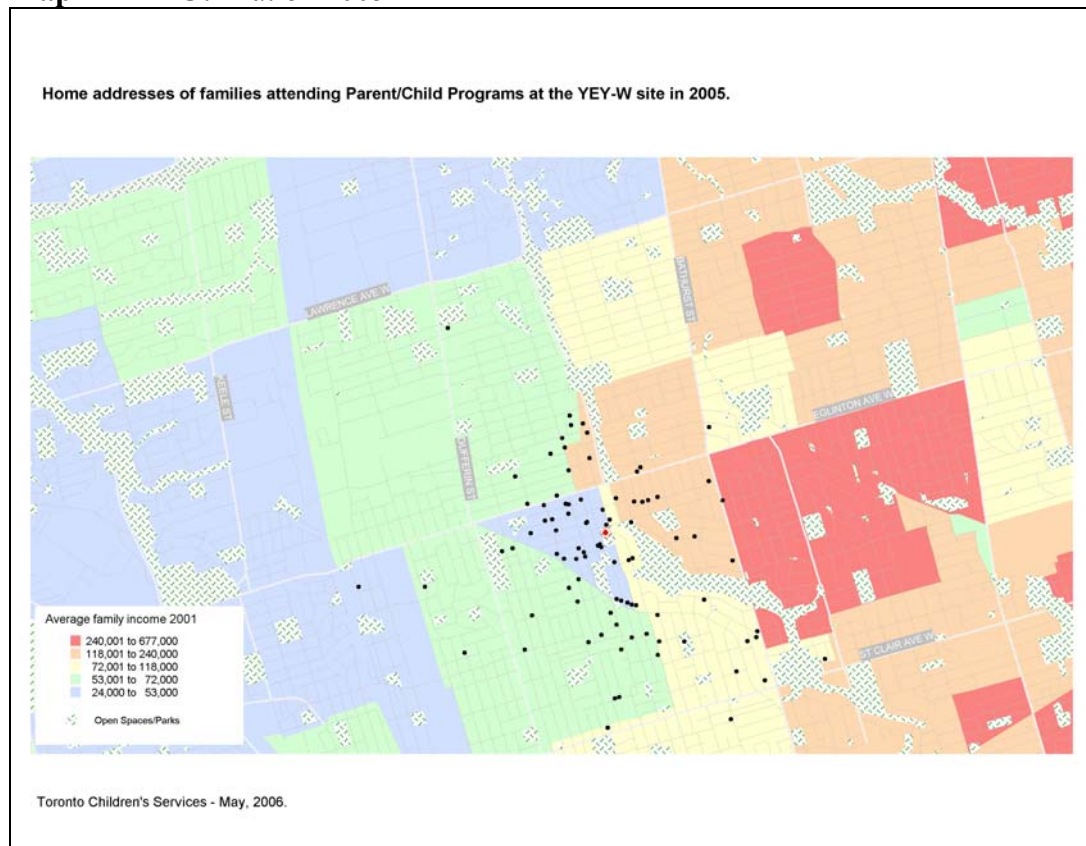 Home addresses of families attending Parent/Child Programs at the YEY-W site in 2005.
LAWRENCE AVE W
BATHURST ST
KEELE ST
EGLINTON AVE W
DUFFERIN ST
ST CLAIR AVE W
Average family income 2001
240,001 to 677,000
118,001 to 240,000
72,001 to 118,000
53,001 to 72,000
24,000 to 53,000
Open Spaces/Parks
Toronto Children's Services - May, 2006.